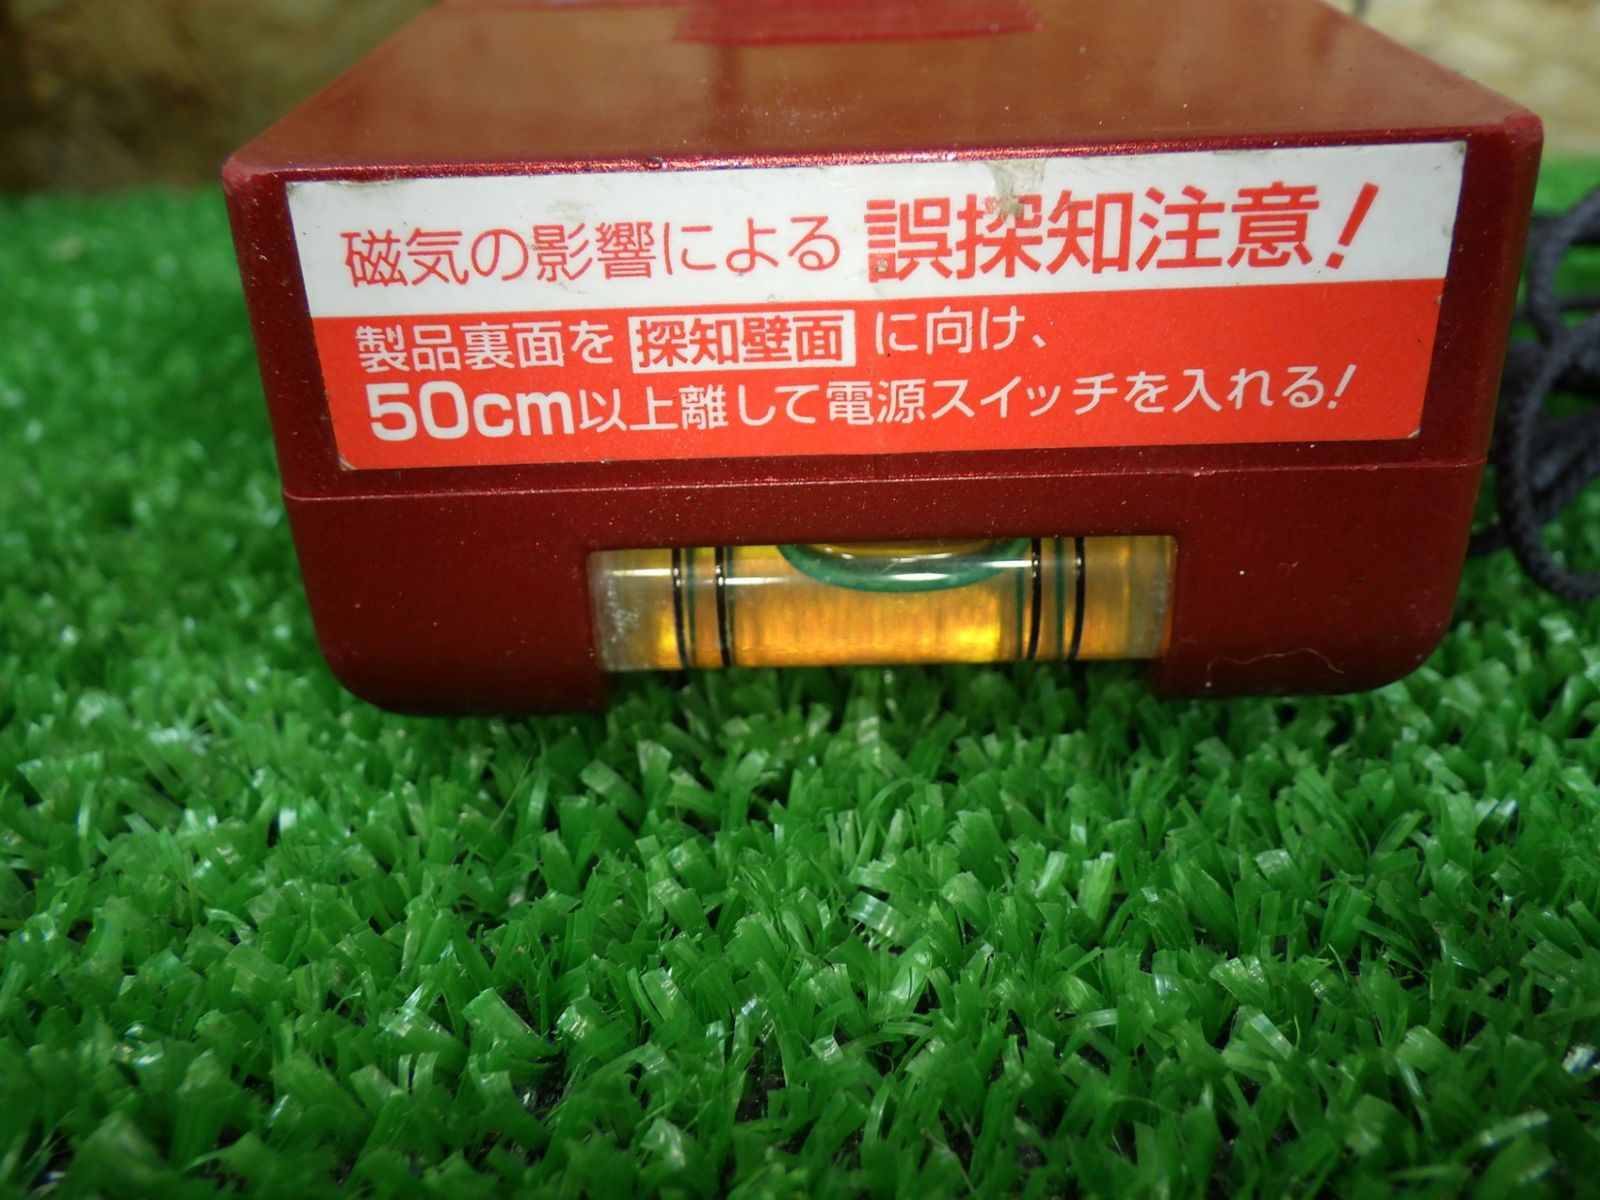 磁気の影響による 誤探知注意!
製品裏面を 探知壁面 に向け、
50cm以上離して電源スイッチを入れる!